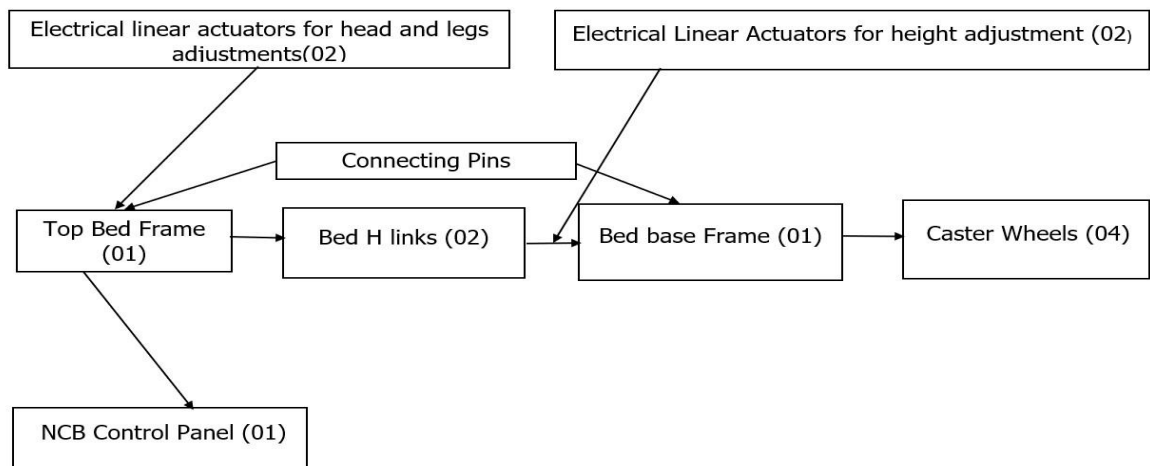 Electrical linear actuators for head and legs
adjustments(02)
Electrical Linear Actuators for height adjustment (02)
Connecting Pins
Top Bed Frame
(01)
Bed H links (02)
Bed base Frame (01)
Caster Wheels (04)
NCB Control Panel (01)